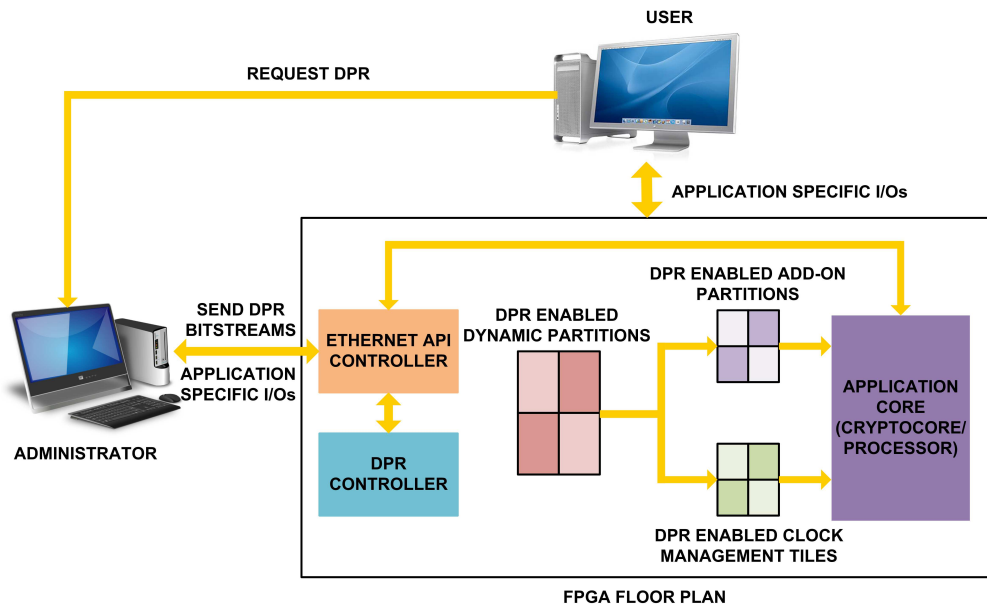 USER
REQUEST DPR
APPLICATION SPECIFIC I/Os
DPR ENABLED ADD-ON
PARTITIONS
SEND DPR
BITSTREAMS
DPR ENABLED
DYNAMIC PARTITIONS
ETHERNET API
CONTROLLER
APPLICATION
SPECIFIC I/Os
APPLICATION
CORE
(CRYPTOCORE/
PROCESSOR)
ADMINISTRATOR
DPR
CONTROLLER
DPR ENABLED CLOCK
MANAGEMENT TILES
FPGA FLOOR PLAN